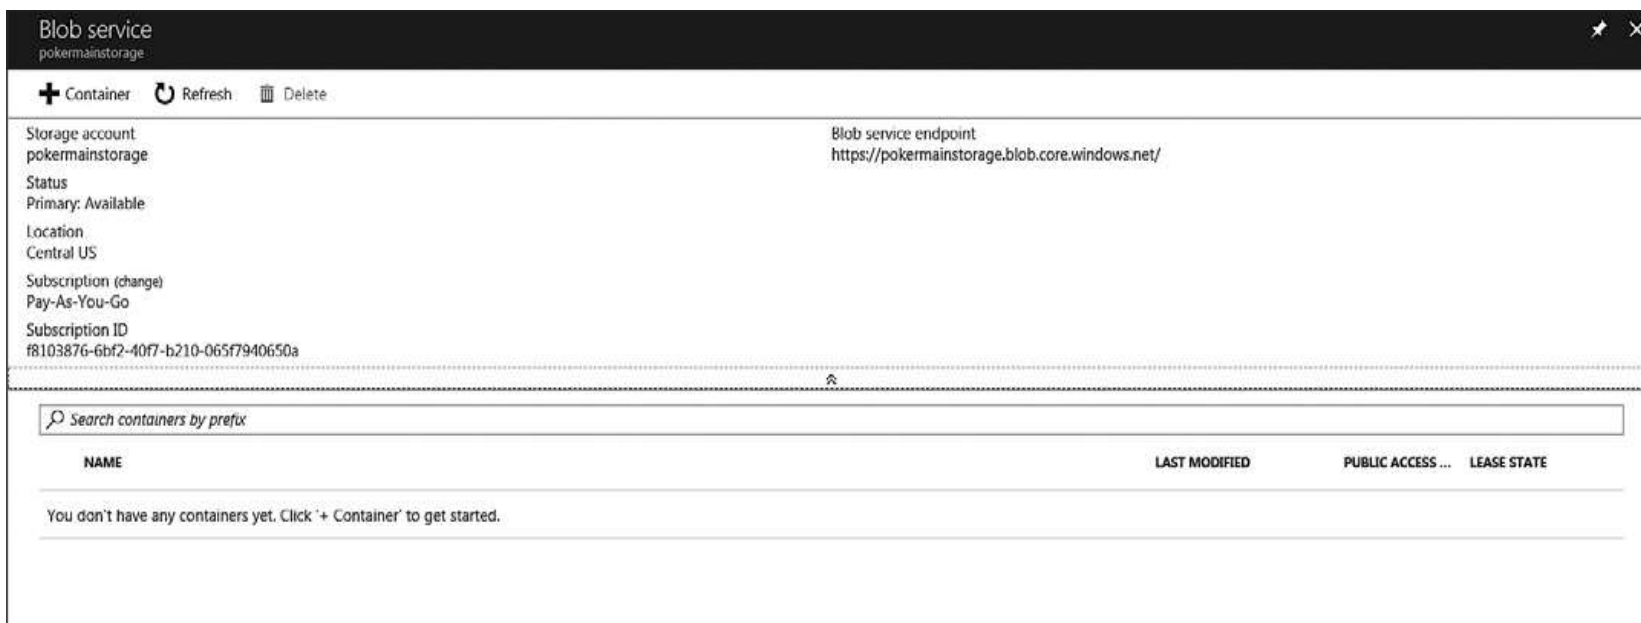 Blob service
pokermainstorage
Container Refresh Delete
Storage account
pokermainstorage
Status
Primary: Available
Location
Central US
Subscription (change)
Pay-As-You-Go
Subscription ID
f8103876-6bf2-40f7-b210-065f7940650a
Blob service endpoint
https://pokermainstorage.blob.core.windows.net/
Search containers by prefix
NAME LAST MODIFIED PUBLIC ACCESS ... LEASE STATE
You don't have any containers yet. Click '+ Container' to get started.